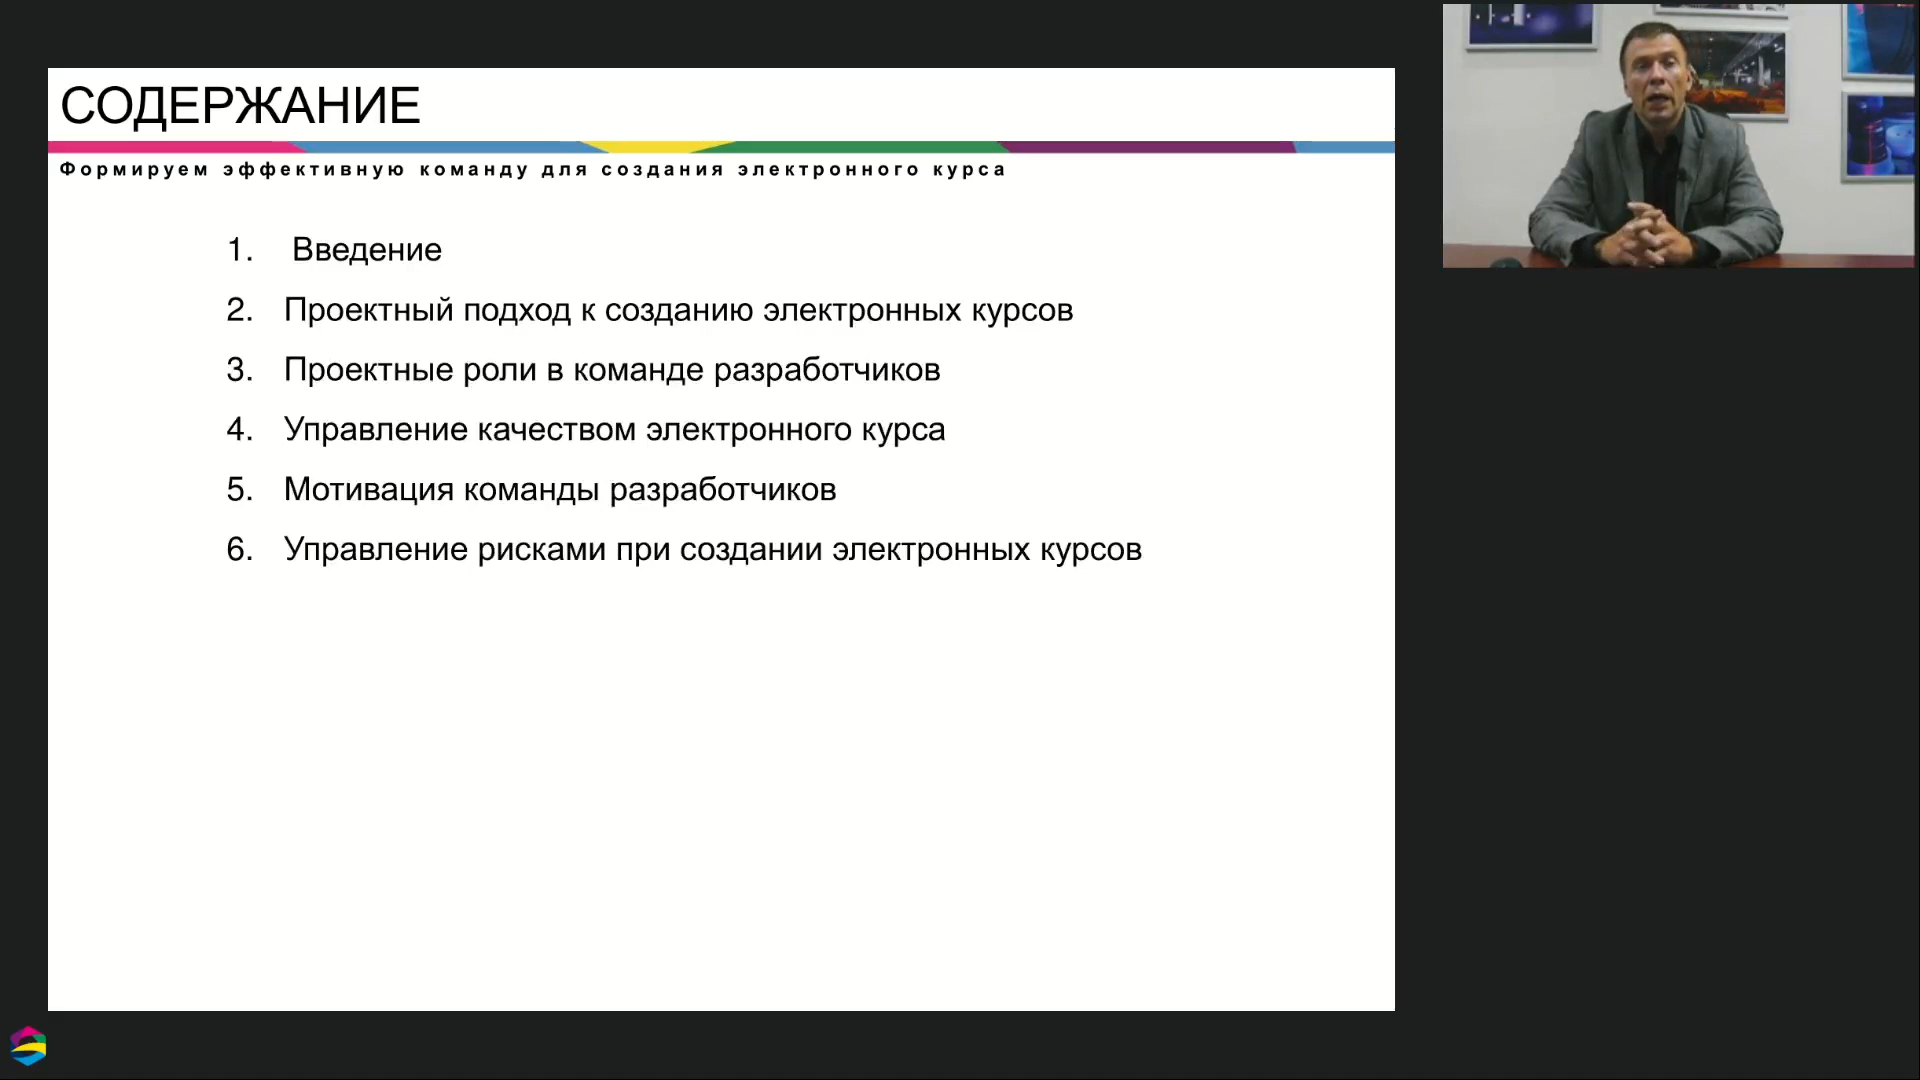 СОДЕРЖАНИЕ
Формируем эффективную команду для создания электронного курса
1. Введение
2. Проектный подход к созданию электронных курсов
3. Проектные роли в команде разработчиков
4. Управление качеством электронного курса
5. Мотивация команды разработчиков
6. Управление рисками при создании электронных курсов